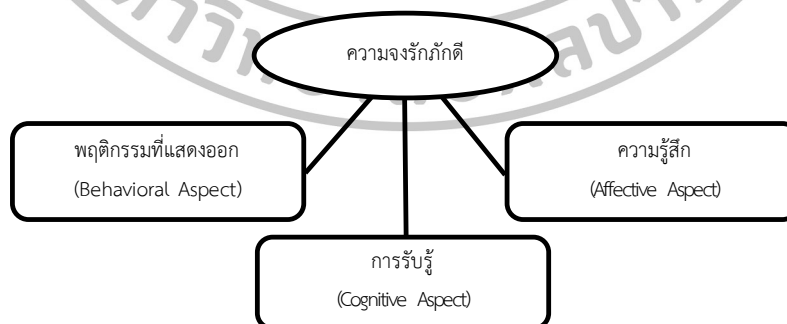 ความจงรักภักดี
พฤติกรรมที่แสดงออก
(Behavioral Aspect)
ความรู้สึก
(Affective Aspect)
การรับรู้
(Cognitive Aspect)